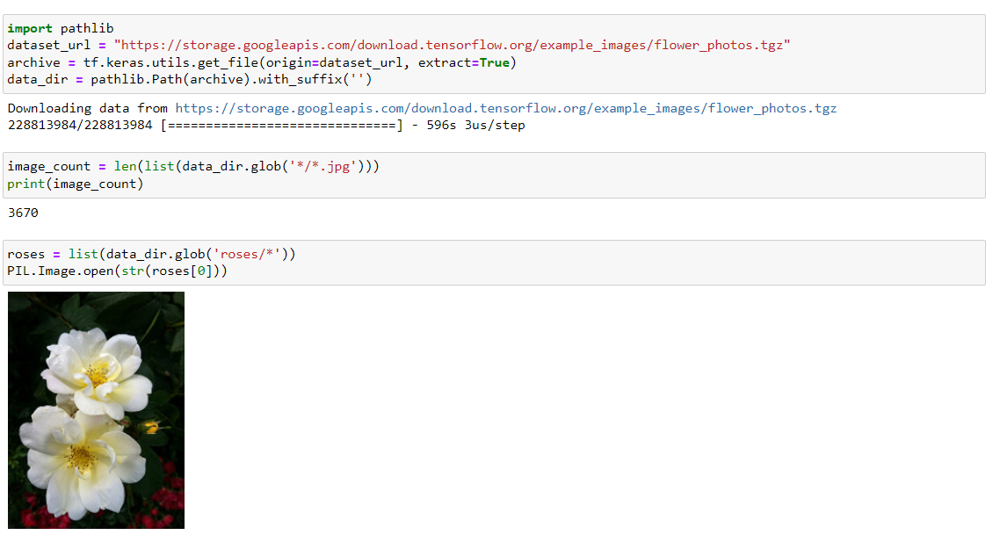 import pathlib
dataset_url = "https://storage.googleapis.com/download.tensorflow.org/example_images/flower_photos.tgz"
archive = tf.keras.utils.get_file(origin=dataset_url, extract=True)
data_dir = pathlib.Path(archive).with_suffix('')
Downloading data from https://storage.googleapis.com/download.tensorflow.org/example_images/flower_photos.tgz
228813984/228813984 [==============================] - 596s 3us/step
image_count = len(list(data_dir.glob('*/*.jpg')))
print(image_count)
3670
roses = list(data_dir.glob('roses/*'))
PIL.Image.open(str(roses[0]))